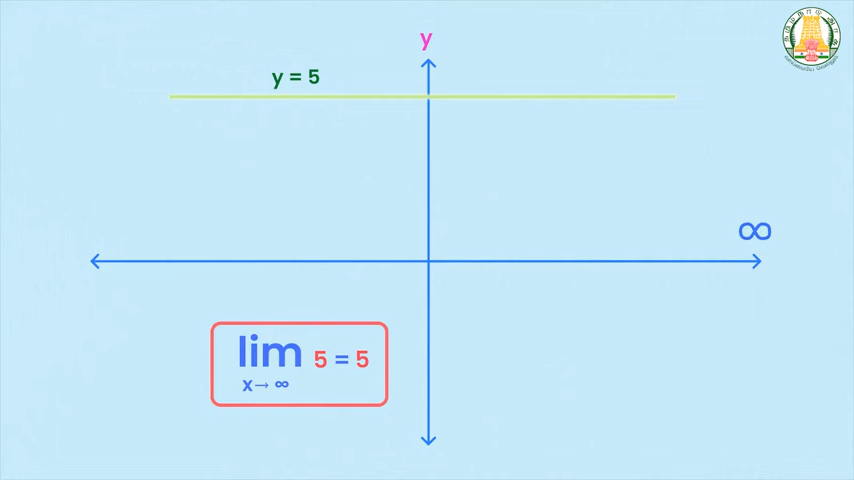 y
y = 5
∞
lim 5 = 5
x→ ∞